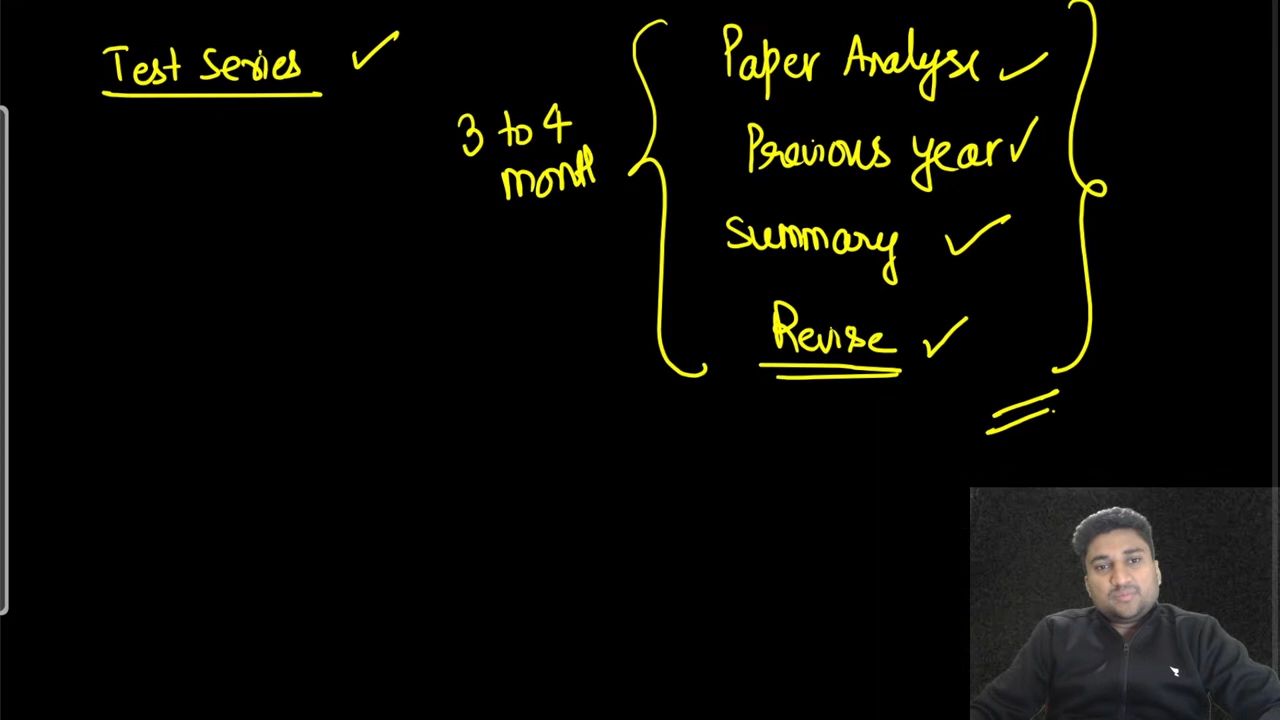 Test Series
3 to 4
month
Paper Analyse
Previous year
Summary
Revise